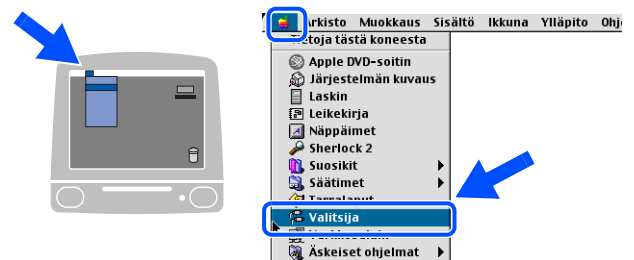 Arkisto Muokkaus Sisältö Ikkuna Ylläpito Ohje
Tietoja tästä koneesta
Apple DVD-soitin
Järjestelmän kuvaus
Laskin
Leikekirja
Näppäimet
Sherlock 2
Suosikit
Säätimet
Tarralaput
Valitsija
Äskeiset ohjelmat